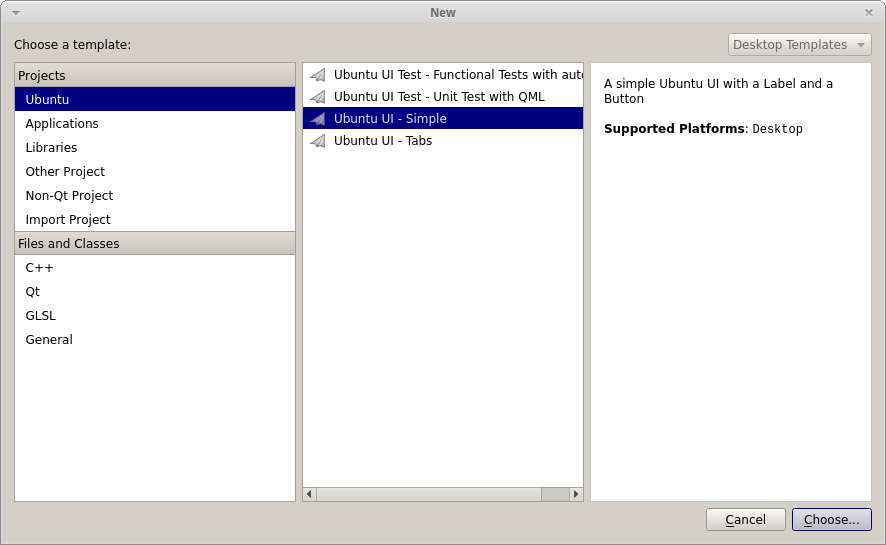 New
Choose a template:
Desktop Templates
Projects
Ubuntu
Applications
Libraries
Other Project
Non-Qt Project
Import Project
Files and Classes
C++
Qt
GLSL
General
Ubuntu UI Test - Functional Tests with auto
Ubuntu UI Test - Unit Test with QML
Ubuntu UI - Simple
Ubuntu UI - Tabs
A simple Ubuntu UI with a Label and a
Button
Supported Platforms: Desktop
Cancel
Choose...